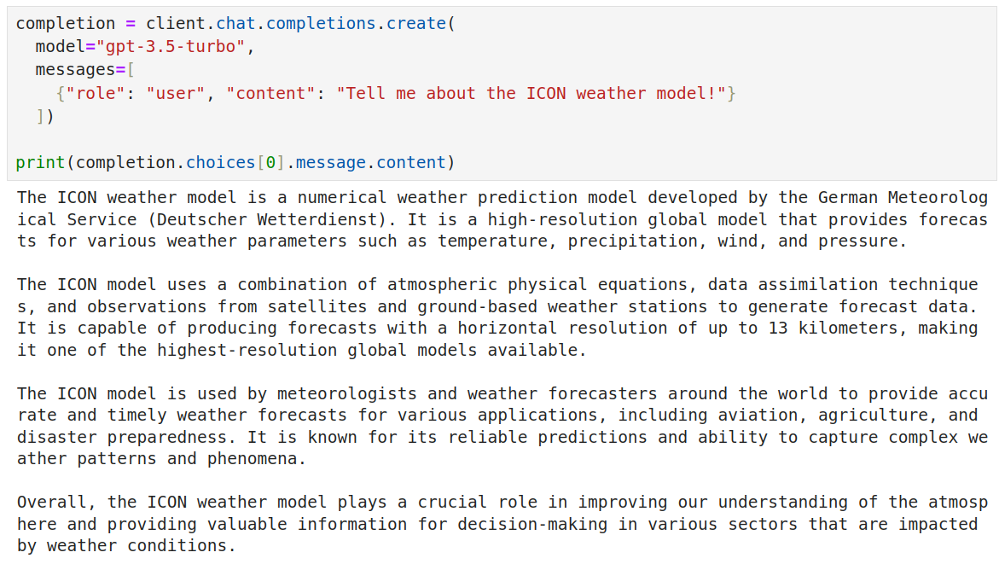 completion = client.chat.completions.create(
  model="gpt-3.5-turbo",
  messages=[
    {"role": "user", "content": "Tell me about the ICON weather model!"}
  ])
print(completion.choices[0].message.content)
The ICON weather model is a numerical weather prediction model developed by the German Meteorolog
ical Service (Deutscher Wetterdienst). It is a high-resolution global model that provides forecas
ts for various weather parameters such as temperature, precipitation, wind, and pressure.
The ICON model uses a combination of atmospheric physical equations, data assimilation technique
s, and observations from satellites and ground-based weather stations to generate forecast data.
It is capable of producing forecasts with a horizontal resolution of up to 13 kilometers, making
it one of the highest-resolution global models available.
The ICON model is used by meteorologists and weather forecasters around the world to provide accu
rate and timely weather forecasts for various applications, including aviation, agriculture, and
disaster preparedness. It is known for its reliable predictions and ability to capture complex we
ather patterns and phenomena.
Overall, the ICON weather model plays a crucial role in improving our understanding of the atmosp
here and providing valuable information for decision-making in various sectors that are impacted
by weather conditions.